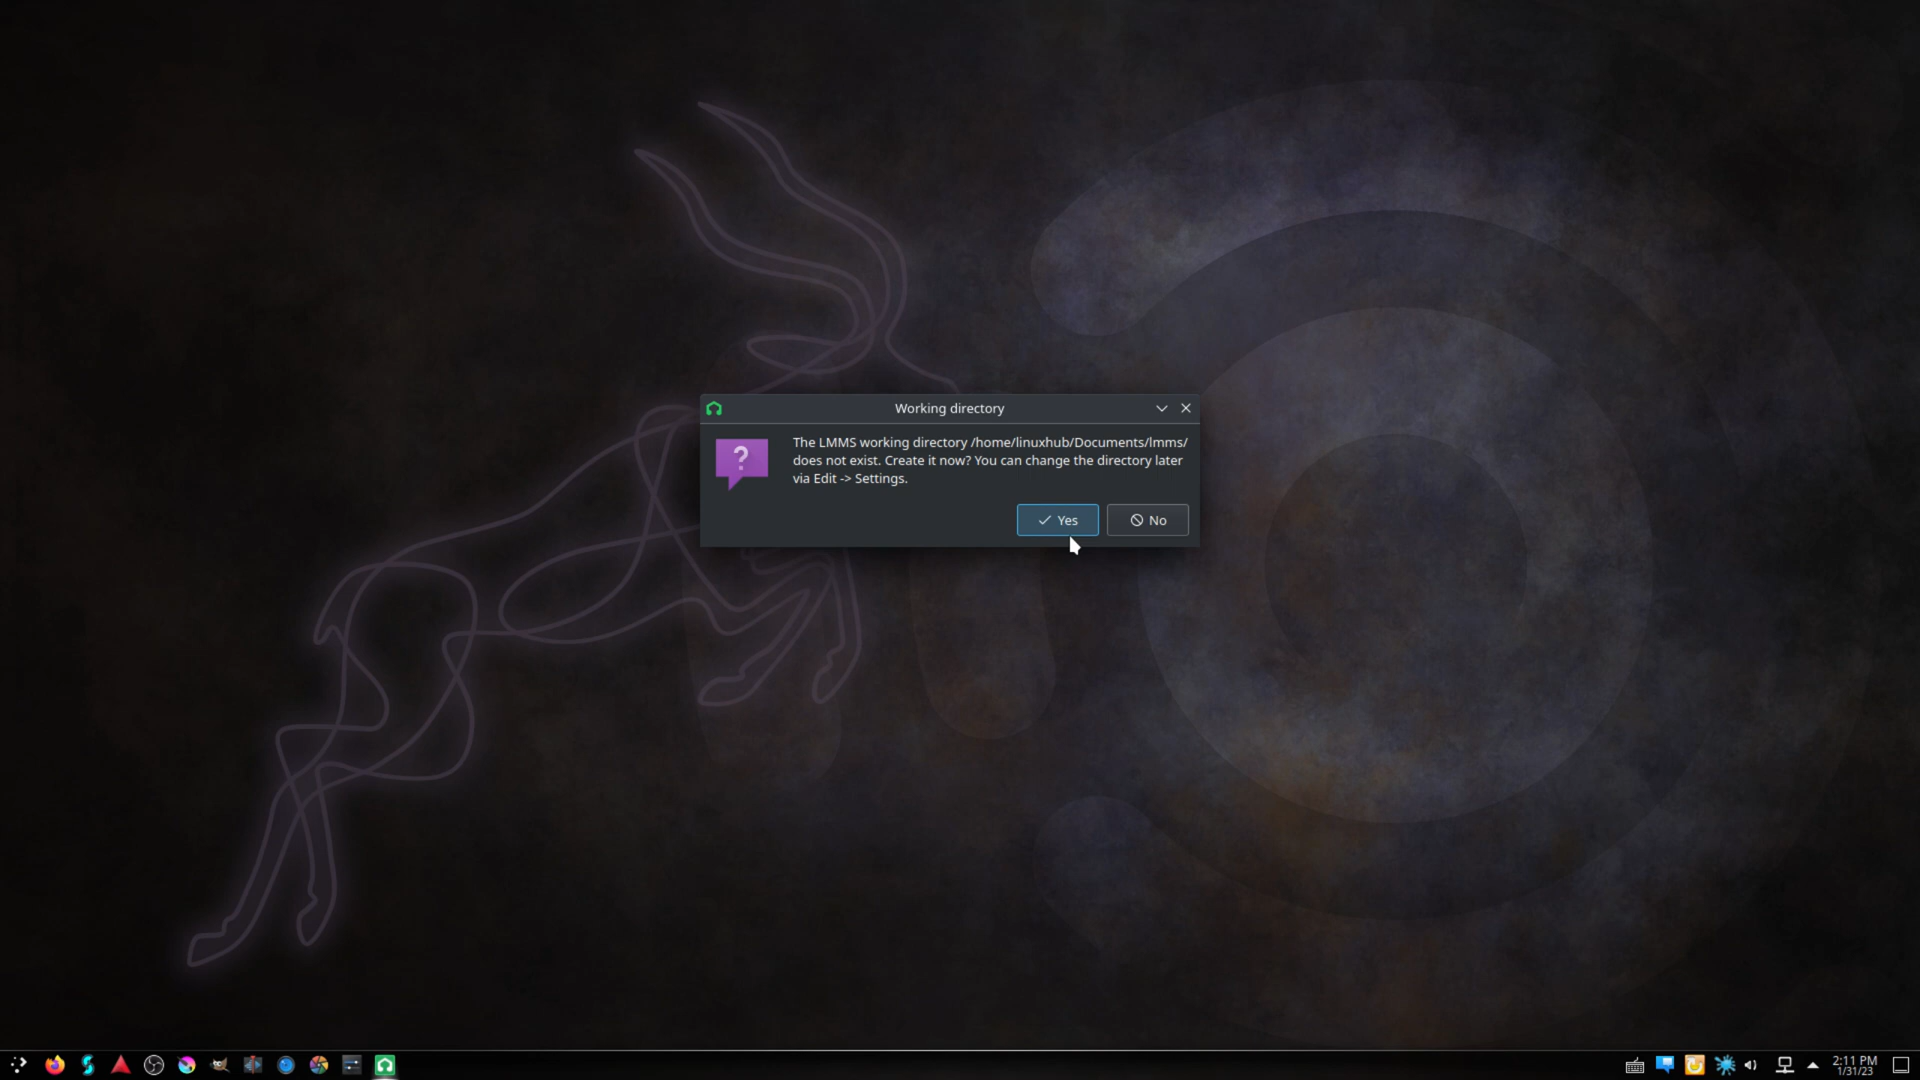 Working directory
?
The LMMS working directory /home/linuxhub/Documents/lmms/
does not exist. Create it now? You can change the directory later
via Edit -> Settings.
Yes
No
2:11 PM
1/31/23